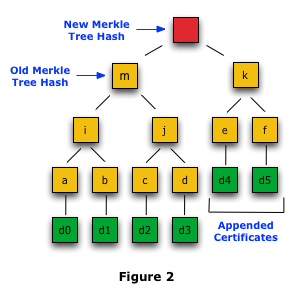 New Merkle
Tree Hash
Old Merkle
Tree Hash
m
k
i
j
e
f
a
b
c
d
d4
d5
d0
d1
d2
d3
Appended
Certificates
Figure 2